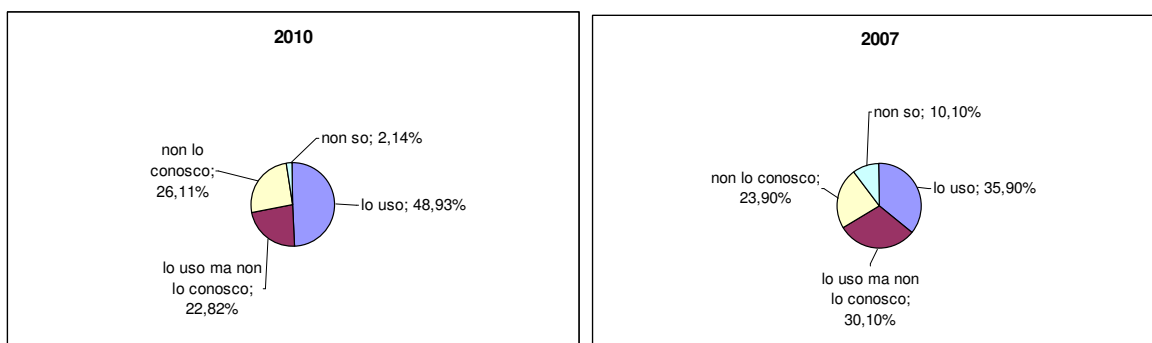 2010
non so; 2,14%
non lo
conosco;
26,11%
lo uso; 48,93%
lo uso ma non
lo conosco;
22,82%
2007
non so; 10,10%
non lo conosco;
23,90%
lo uso; 35,90%
lo uso ma non
lo conosco;
30,10%